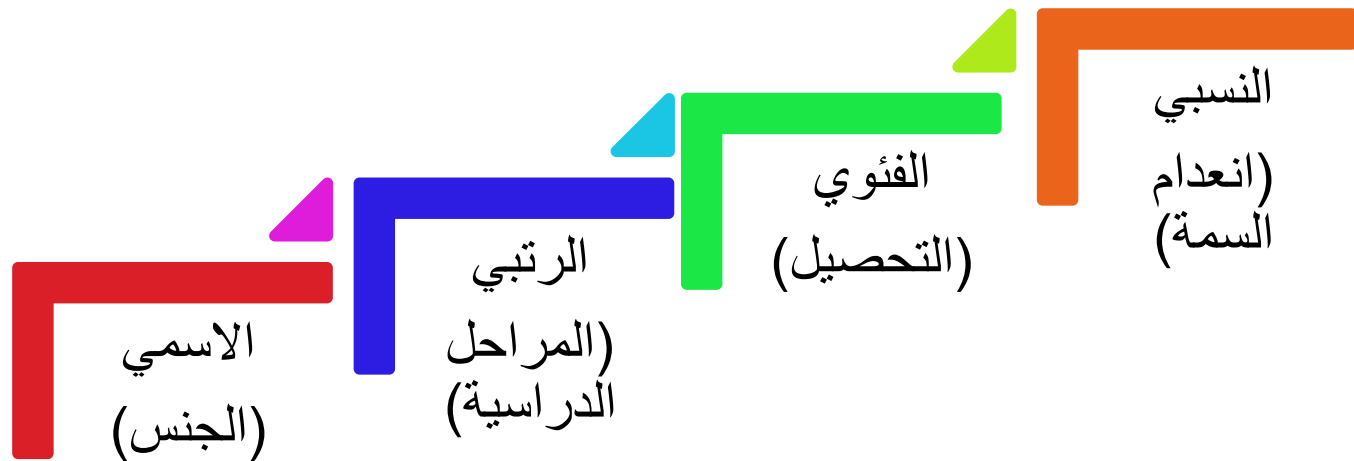 النسبي
(انعدام
السمة)
الفئوي
(التحصيل)
الرتبي
(المراحل
الدراسية)
الاسمي
(الجنس)